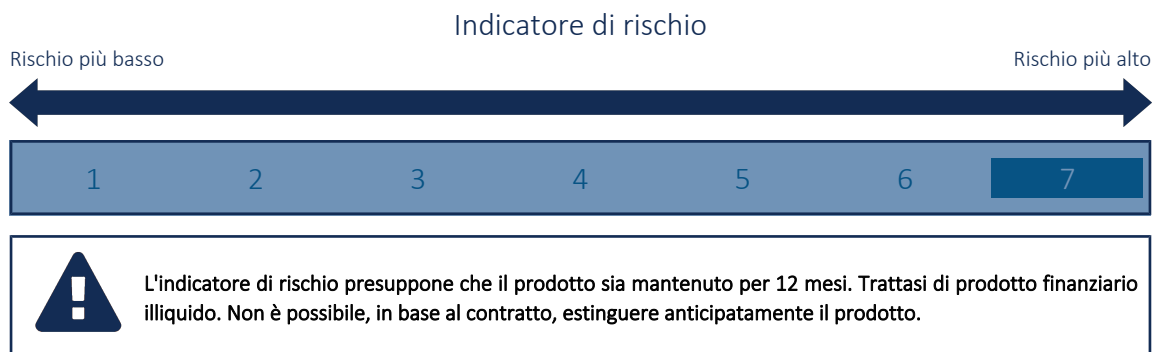 Indicatore di rischio
Rischio più basso
Rischio più alto
1 2 3 4 5 6 7
L'indicatore di rischio presuppone che il prodotto sia mantenuto per 12 mesi. Trattasi di prodotto finanziario
illiquido. Non è possibile, in base al contratto, estinguere anticipatamente il prodotto.